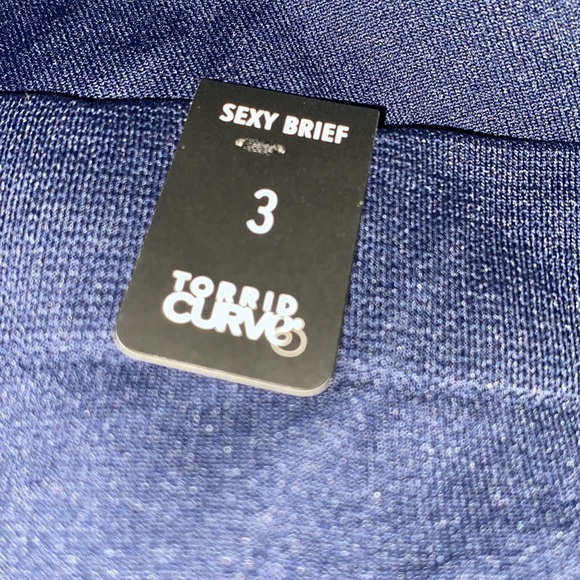 SEXY BRIEF
3
TORRID
CURVE